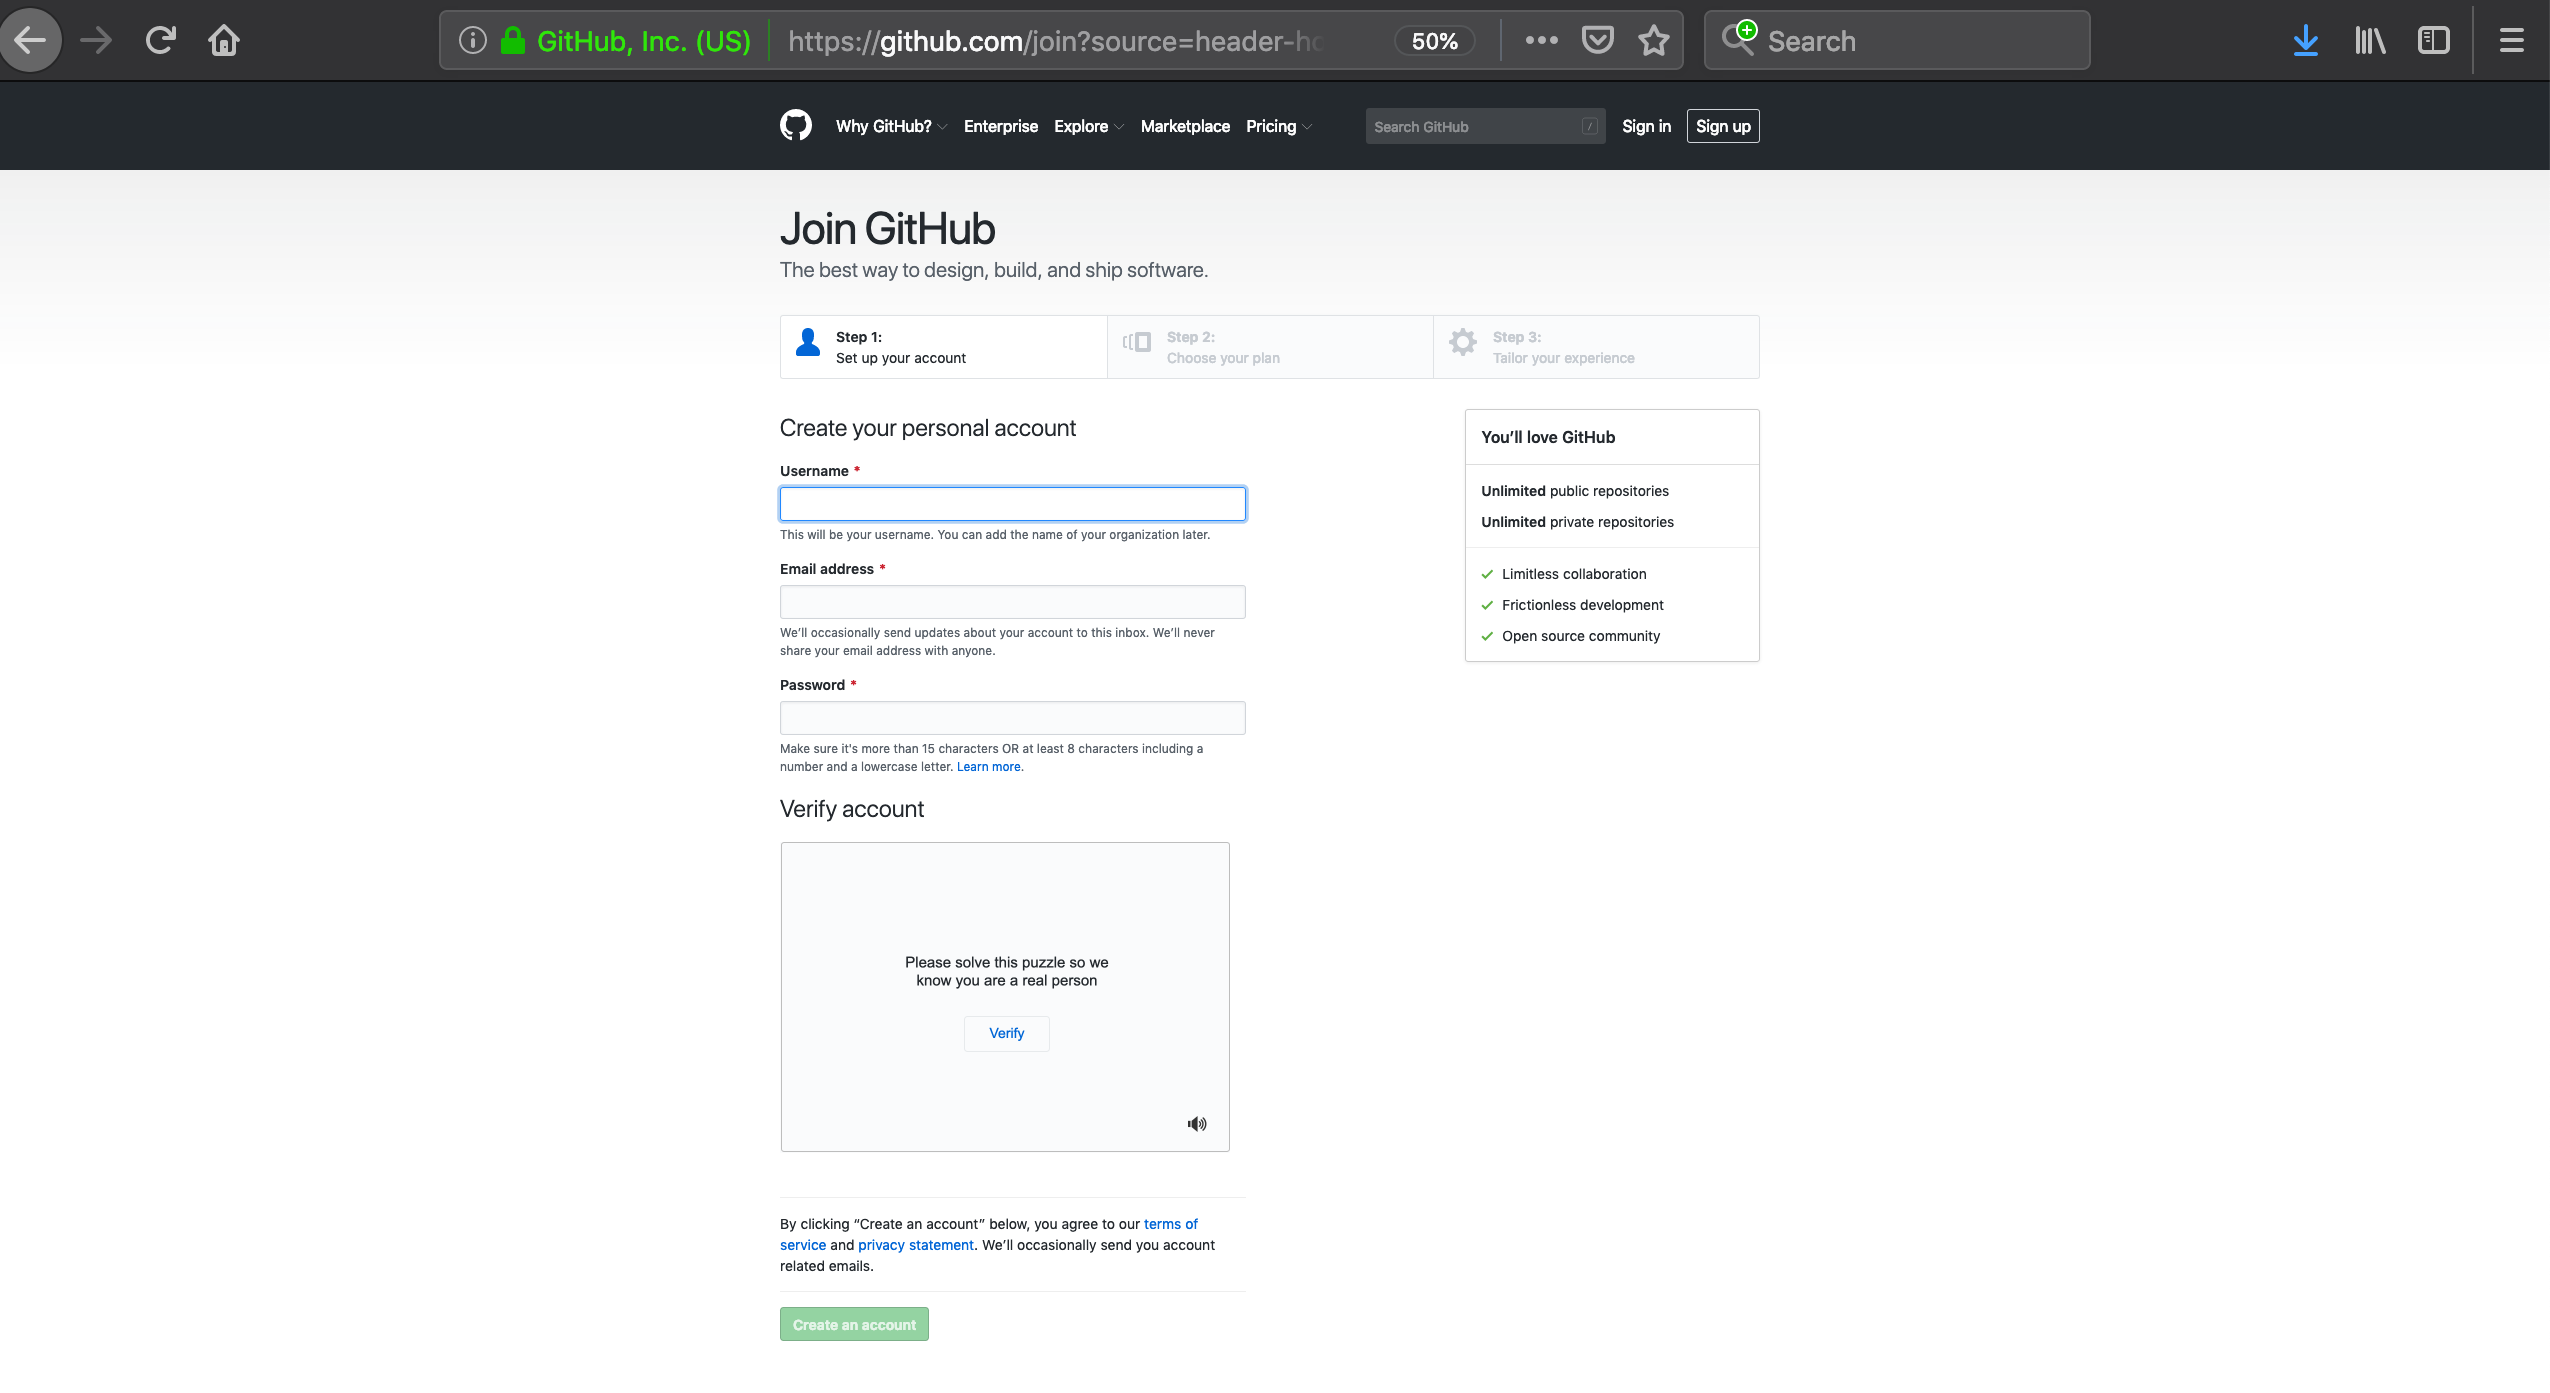 GitHub, Inc. (US) https://github.com/join?source=header-ho 50% Search
Why GitHub? Enterprise Explore Marketplace Pricing Search GitHub / Sign in Sign up
Join GitHub
The best way to design, build, and ship software.
Step 1:
Set up your account
Step 2:
Choose your plan
Step 3:
Tailor your experience
Create your personal account
Username *
This will be your username. You can add the name of your organization later.
Email address *
We’ll occasionally send updates about your account to this inbox. We’ll never
share your email address with anyone.
Password *
Make sure it's more than 15 characters OR at least 8 characters including a
number and a lowercase letter. Learn more.
Verify account
Please solve this puzzle so we
know you are a real person
Verify
By clicking “Create an account” below, you agree to our terms of
service and privacy statement. We’ll occasionally send you account
related emails.
Create an account
You’ll love GitHub
Unlimited public repositories
Unlimited private repositories
Limitless collaboration
Frictionless development
Open source community